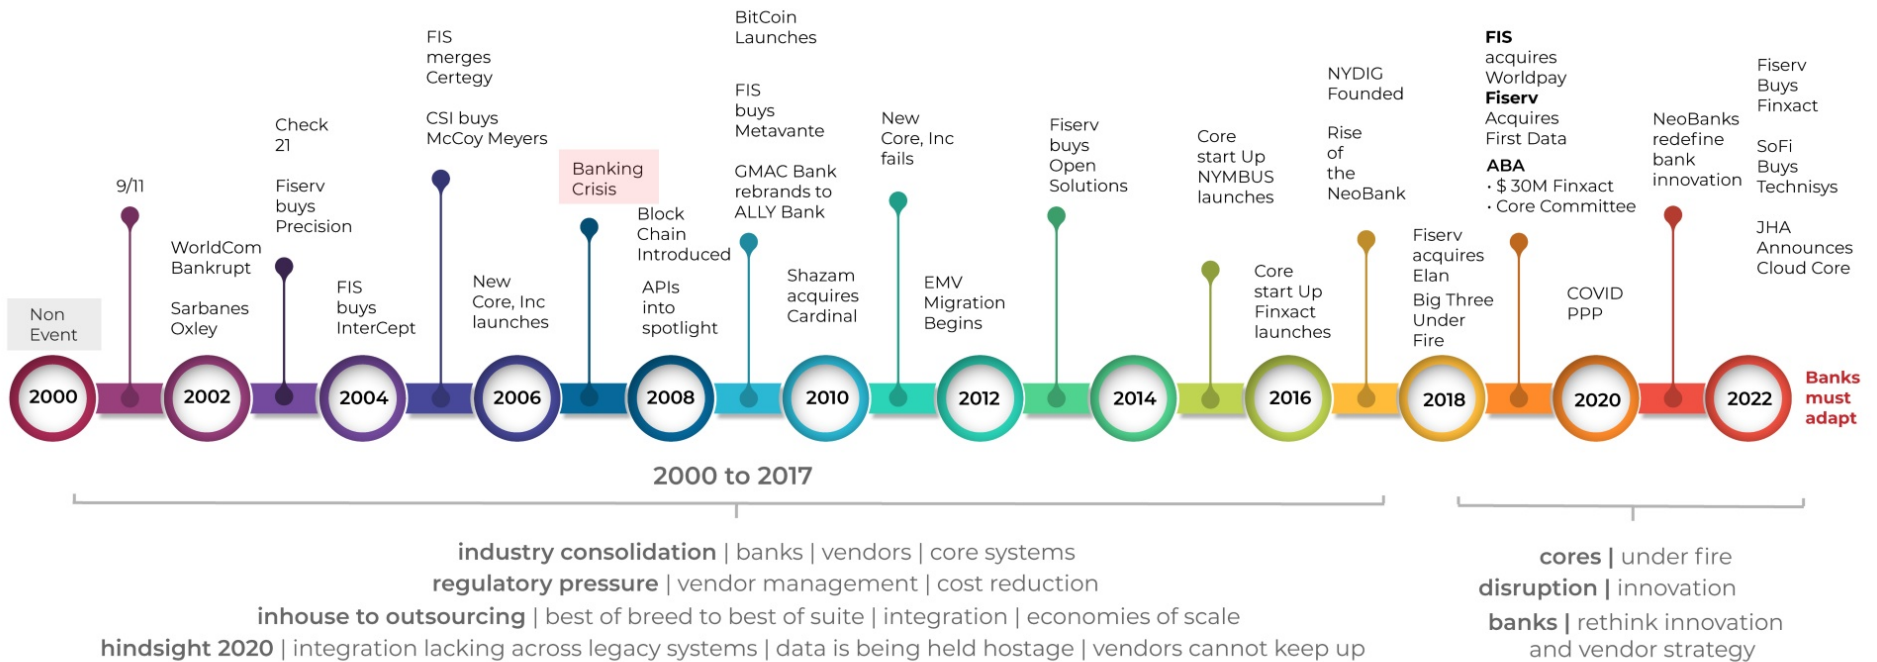 Non
Event
2000
9/11
WorldCom
Bankrupt
Sarbanes
Oxley
2002
Check
21
Fiserv
buys
Precision
FIS
buys
InterCept
2004
FIS
merges
Certegy
CSI buys
McCoy Meyers
New
Core, Inc
launches
2006
Banking
Crisis
Block
Chain
Introduced
APIs
into
spotlight
2008
BitCoin
Launches
FIS
buys
Metavante
GMAC Bank
rebrands to
ALLY Bank
Shazam
acquires
Cardinal
2010
New
Core, Inc
fails
EMV
Migration
Begins
2012
Fiserv
buys
Open
Solutions
2014
Core
start Up
NYMBUS
launches
Core
start Up
Finxact
launches
2016
NYDIG
Founded
Rise
of
the
NeoBank
Fiserv
acquires
Elan
Big Three
Under
Fire
2018
FIS
acquires
Worldpay
Fiserv
Acquires
First Data
ABA
• $ 30M Finxact
• Core Committee
COVID
PPP
2020
NeoBanks
redefine
bank
innovation
Fiserv
Buys
Finxact
SoFi
Buys
Technisys
JHA
Announces
Cloud Core
2022
Banks
must
adapt
2000 to 2017
industry consolidation | banks | vendors | core systems
regulatory pressure | vendor management | cost reduction
inhouse to outsourcing | best of breed to best of suite | integration | economies of scale
hindsight 2020 | integration lacking across legacy systems | data is being held hostage | vendors cannot keep up
cores | under fire
disruption | innovation
banks | rethink innovation
and vendor strategy